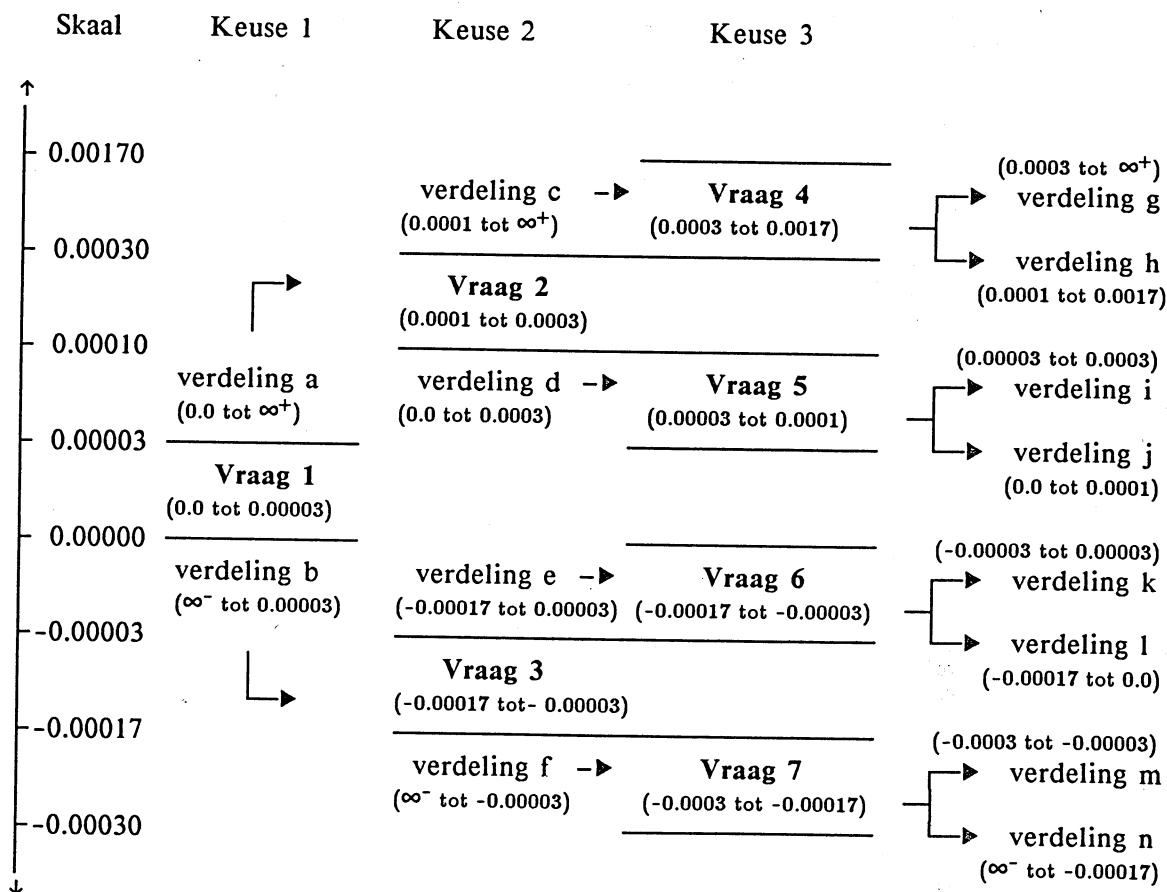 Skaal Keuse 1 Keuse 2 Keuse 3
↑
0.00170
0.00030
0.00010
0.00003
0.00000
-0.00003
-0.00017
-0.00030
↓
verdeling a
(0.0 tot ∞⁺)
Vraag 1
(0.0 tot 0.00003)
verdeling b
(∞⁻ tot 0.00003)
verdeling c
(0.0001 tot ∞⁺)
Vraag 2
(0.0001 tot 0.0003)
verdeling d
(0.0 tot 0.0003)
verdeling e
(-0.00017 tot 0.00003)
Vraag 3
(-0.00017 tot- 0.00003)
verdeling f
(∞⁻ tot -0.00003)
Vraag 4
(0.0003 tot 0.0017)
Vraag 5
(0.00003 tot 0.0001)
Vraag 6
(-0.00017 tot -0.00003)
Vraag 7
(-0.0003 tot -0.00017)
(0.0003 tot ∞⁺)
verdeling g
verdeling h
(0.0001 tot 0.0017)
(0.00003 tot 0.0003)
verdeling i
verdeling j
(0.0 tot 0.0001)
(-0.00003 tot 0.00003)
verdeling k
verdeling l
(-0.00017 tot 0.0)
(-0.0003 tot -0.00003)
verdeling m
verdeling n
(∞⁻ tot -0.00017)